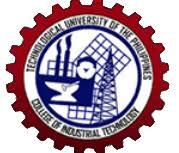 TECHNOLOGICAL UNIVERSITY OF THE PHILIPPINES
COLLEGE OF INDUSTRIAL TECHNOLOGY